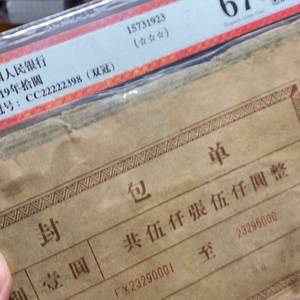 人民银行
19年拾圆
号: CC22222398 (双冠)
15731923
(☆☆☆)
67
封包单
共伍仟張伍仟圓整
壹圓
FX23290001
至
23295000